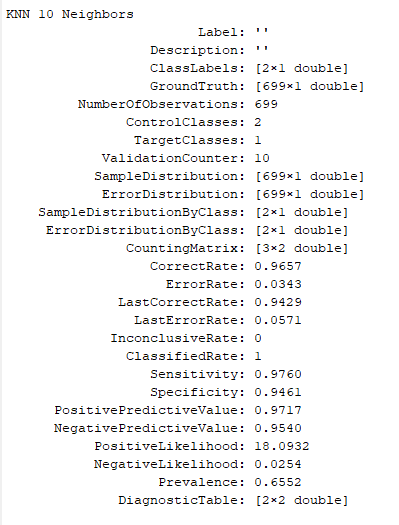 KNN 10 Neighbors
Label: ''
Description: ''
ClassLabels: [2×1 double]
GroundTruth: [699×1 double]
NumberOfObservations: 699
ControlClasses: 2
TargetClasses: 1
ValidationCounter: 10
SampleDistribution: [699×1 double]
ErrorDistribution: [699×1 double]
SampleDistributionByClass: [2×1 double]
ErrorDistributionByClass: [2×1 double]
CountingMatrix: [3×2 double]
CorrectRate: 0.9657
ErrorRate: 0.0343
LastCorrectRate: 0.9429
LastErrorRate: 0.0571
InconclusiveRate: 0
ClassifiedRate: 1
Sensitivity: 0.9760
Specificity: 0.9461
PositivePredictiveValue: 0.9717
NegativePredictiveValue: 0.9540
PositiveLikelihood: 18.0932
NegativeLikelihood: 0.0254
Prevalence: 0.6552
DiagnosticTable: [2×2 double]